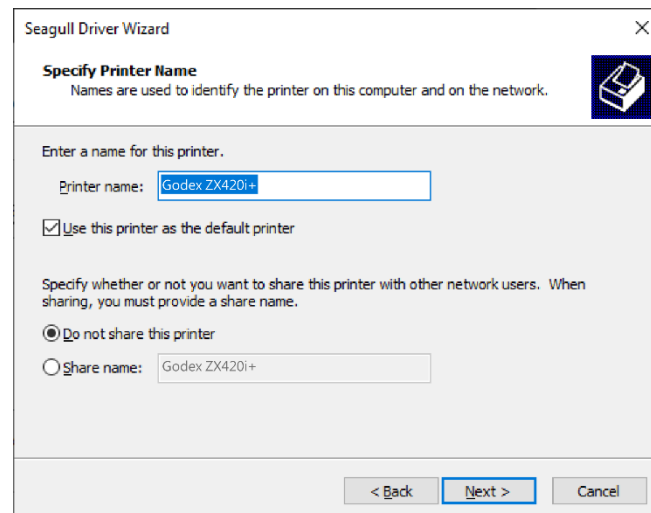 Seagull Driver Wizard
Specify Printer Name
Names are used to identify the printer on this computer and on the network.
Enter a name for this printer.
Printer name: Godex ZX420i+
Use this printer as the default printer
Specify whether or not you want to share this printer with other network users.  When
sharing, you must provide a share name.
Do not share this printer
Share name: Godex ZX420i+
< Back Next > Cancel